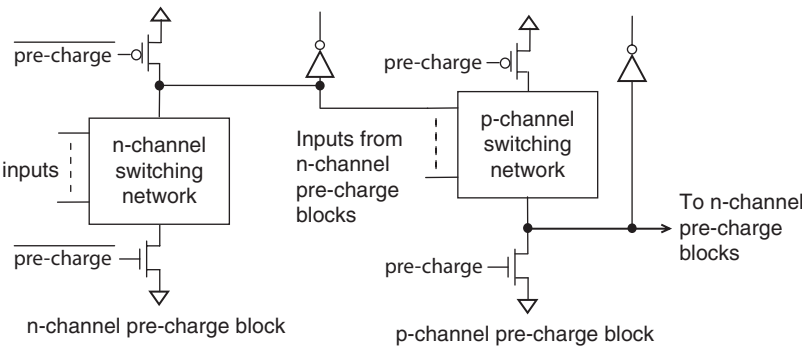 pre-charge
n-channel
switching
network
inputs
pre-charge
n-channel pre-charge block
pre-charge
Inputs from
n-channel
pre-charge
blocks
p-channel
switching
network
pre-charge
To n-channel
pre-charge
blocks
p-channel pre-charge block